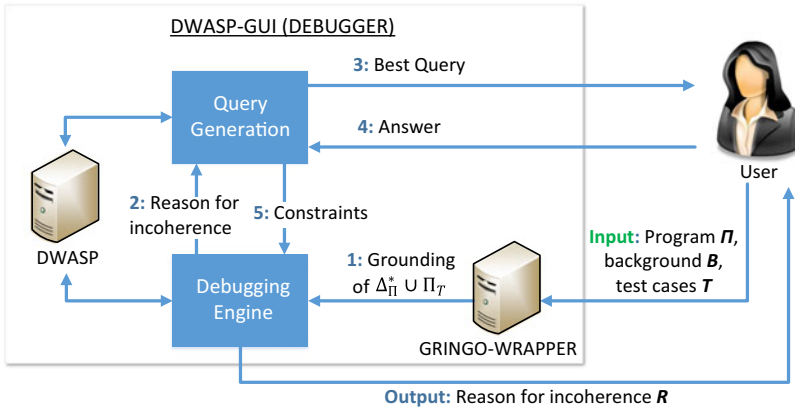 DWASP-GUI (DEBUGGER)
3: Best Query
Query
Generation
4: Answer
User
2: Reason for
incoherence
5: Constraints
DWASP
Input: Program Π,
background B,
test cases T
1: Grounding
of Δ*Π ∪ ΠT
Debugging
Engine
GRINGO-WRAPPER
Output: Reason for incoherence R